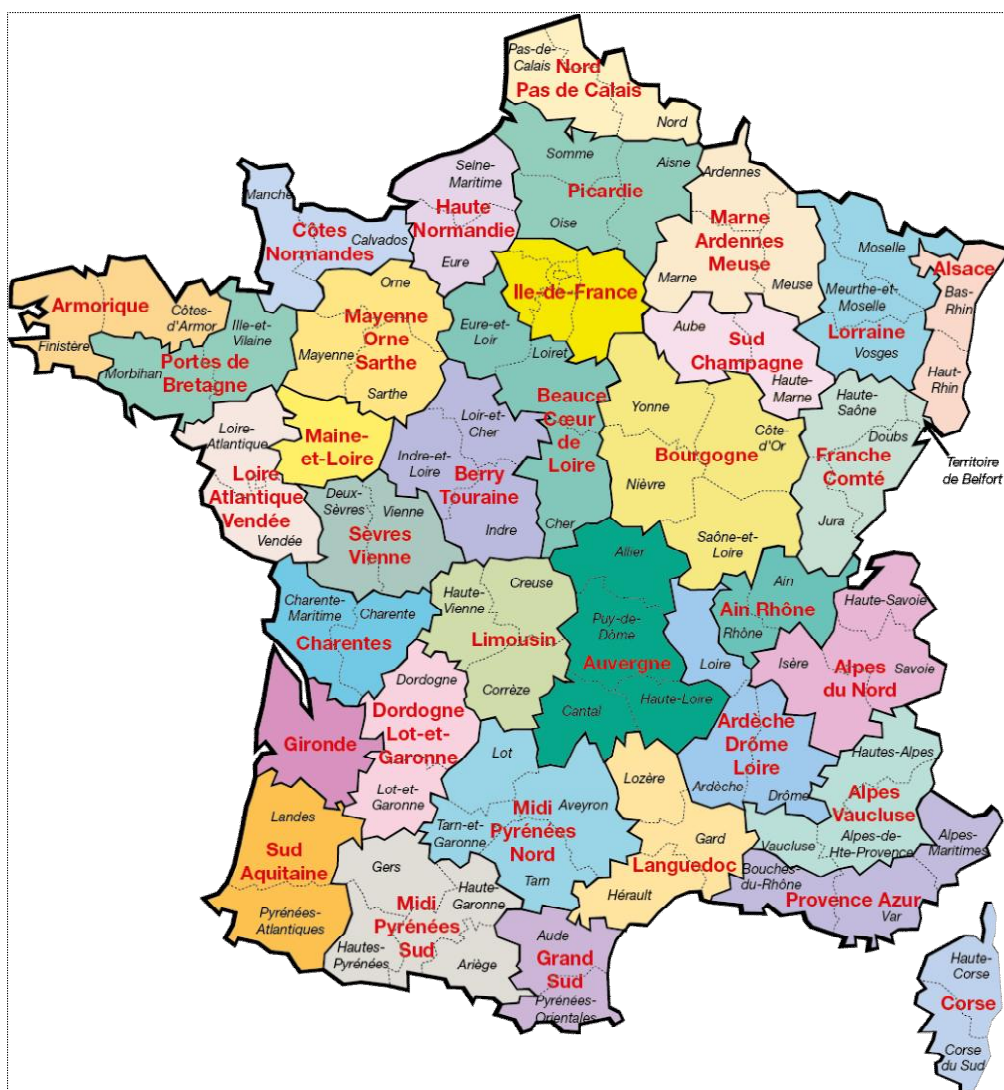 Pas-de-
Calais
Nord
Pas de Calais
Nord
Somme
Aisne
Picardie
Oise
Ardennes
Marne
Ardennes
Meuse
Marne
Meuse
Seine-
Maritime
Haute
Normandie
Eure
Manche
Côtes
Normandes
Calvados
Ile-de-France
Moselle
Meurthe-et-
Moselle
Lorraine
Vosges
Alsace
Bas-
Rhin
Haut-
Rhin
Armorique
Côtes-
d'Armor
Finistère
Ille-et-
Vilaine
Portes de
Bretagne
Morbihan
Orne
Mayenne
Orne
Sarthe
Mayenne
Sarthe
Eure-et-
Loir
Loiret
Beauce
Cœur
de
Loire
Cher
Aube
Sud
Champagne
Haute-
Marne
Haute-
Saône
Doubs
Franche
Comté
Jura
Territoire
de Belfort
Yonne
Côte-
d'Or
Bourgogne
Nièvre
Saône-et-
Loire
Loire-
Atlantique
Loire
Atlantique
Vendée
Vendée
Maine-
et-Loire
Loir-et-
Cher
Indre-et-
Loire
Berry
Touraine
Indre
Deux-
Sèvres
Vienne
Sèvres
Vienne
Charente-
Maritime
Charente
Charentes
Haute-
Vienne
Creuse
Limousin
Corrèze
Allier
Puy-de-
Dôme
Auvergne
Cantal
Haute-Loire
Ain
Ain Rhône
Rhône
Haute-Savoie
Isère
Savoie
Alpes
du Nord
Loire
Ardèche
Drôme
Loire
Ardèche
Drôme
Gironde
Dordogne
Dordogne
Lot-et-
Garonne
Lot-et-
Garonne
Lot
Aveyron
Midi
Pyrénées
Nord
Tarn-et-
Garonne
Tarn
Lozère
Gard
Languedoc
Hérault
Hautes-Alpes
Alpes
Vaucluse
Vaucluse
Alpes-de-
Hte-Provence
Alpes-
Maritimes
Bouches-
du-Rhône
Provence Azur
Var
Landes
Sud
Aquitaine
Pyrénées-
Atlantiques
Gers
Haute-
Garonne
Midi
Pyrénées
Sud
Hautes-
Pyrénées
Ariège
Aude
Grand
Sud
Pyrénées-
Orientales
Haute-
Corse
Corse
Corse
du Sud